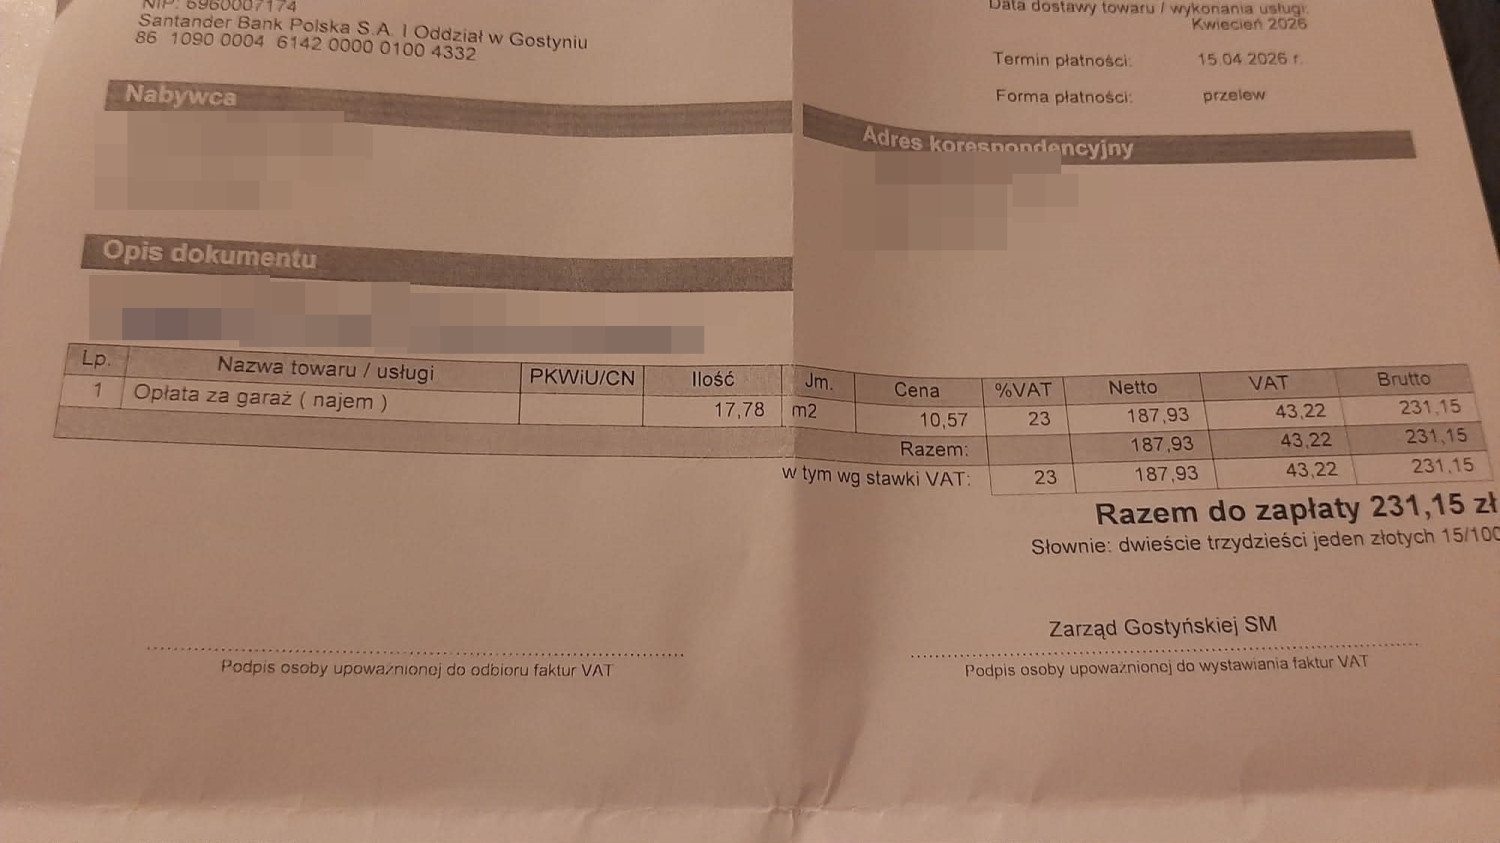 NIP: 6960007174
Santander Bank Polska S.A. I Oddział w Gostyniu
86 1090 0004 6142 0000 0100 4332
Data dostawy towaru / wykonania usługi:
Kwiecień 2026
Termin płatności: 15.04.2026 r.
Forma płatności: przelew
Nabywca
Adres korespondencyjny
Opis dokumentu
Lp. Nazwa towaru / usługi PKWiU/CN Ilość Jm. Cena %VAT Netto VAT Brutto
1 Opłata za garaż ( najem ) 17,78 m2 10,57 23 187,93 43,22 231,15
Razem: 187,93 43,22 231,15
w tym wg stawki VAT: 23 187,93 43,22 231,15
Razem do zapłaty 231,15 zł
Słownie: dwieście trzydzieści jeden złotych 15/100
Zarząd Gostyńskiej SM
Podpis osoby upoważnionej do odbioru faktur VAT
Podpis osoby upoważnionej do wystawiania faktur VAT